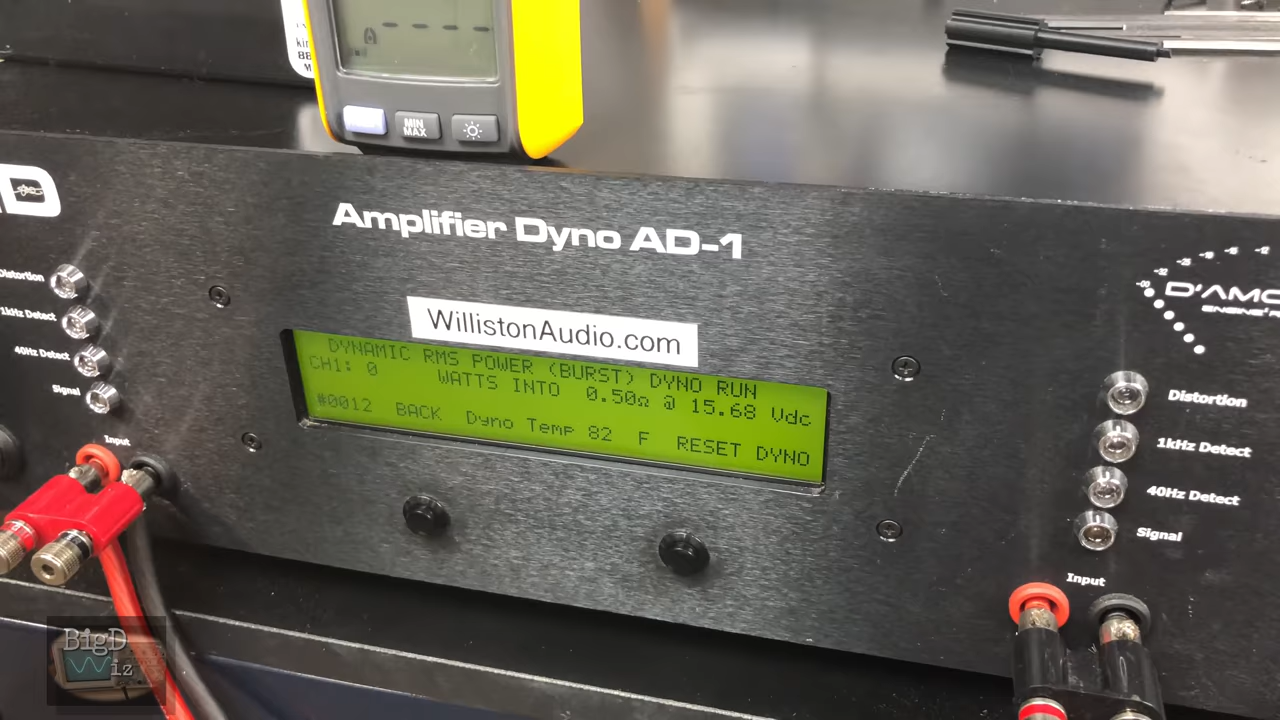 MIN
MAX
Amplifier Dyno AD-1
WillistonAudio.com
DYNAMIC RMS POWER (BURST) DYNO RUN
CH1: 0 WATTS INTO 0.50Ω @ 15.68 Vdc
#0012 BACK Dyno Temp 82 F RESET DYNO
Distortion
1kHz Detect
40Hz Detect
Signal
Input
D'AMO
Distortion
1kHz Detect
40Hz Detect
Signal
Input
BigD
Wiz